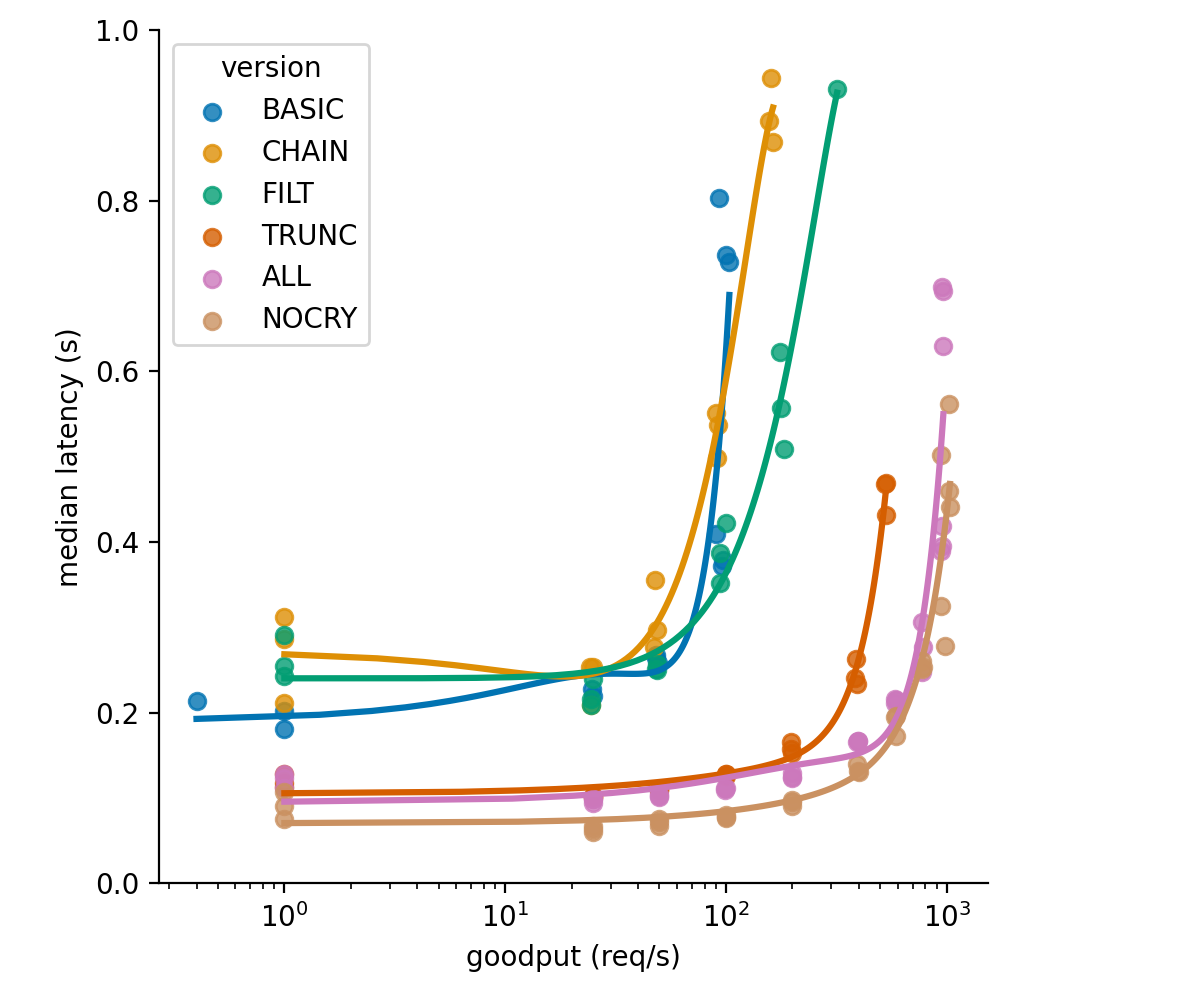 1.0
0.8
0.6
0.4
0.2
0.0
median latency (s)
version
BASIC
CHAIN
FILT
TRUNC
ALL
NOCRY
10⁰ 10¹ 10² 10³
goodput (req/s)